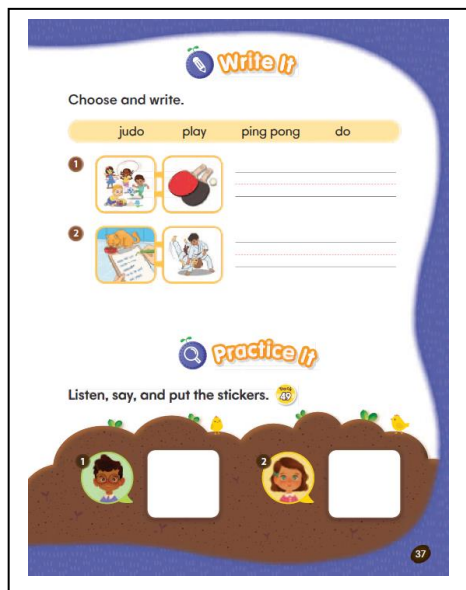 Write It
Choose and write.
judo play ping pong do
1
2
Practice It
Listen, say, and put the stickers.
49
1
2
37